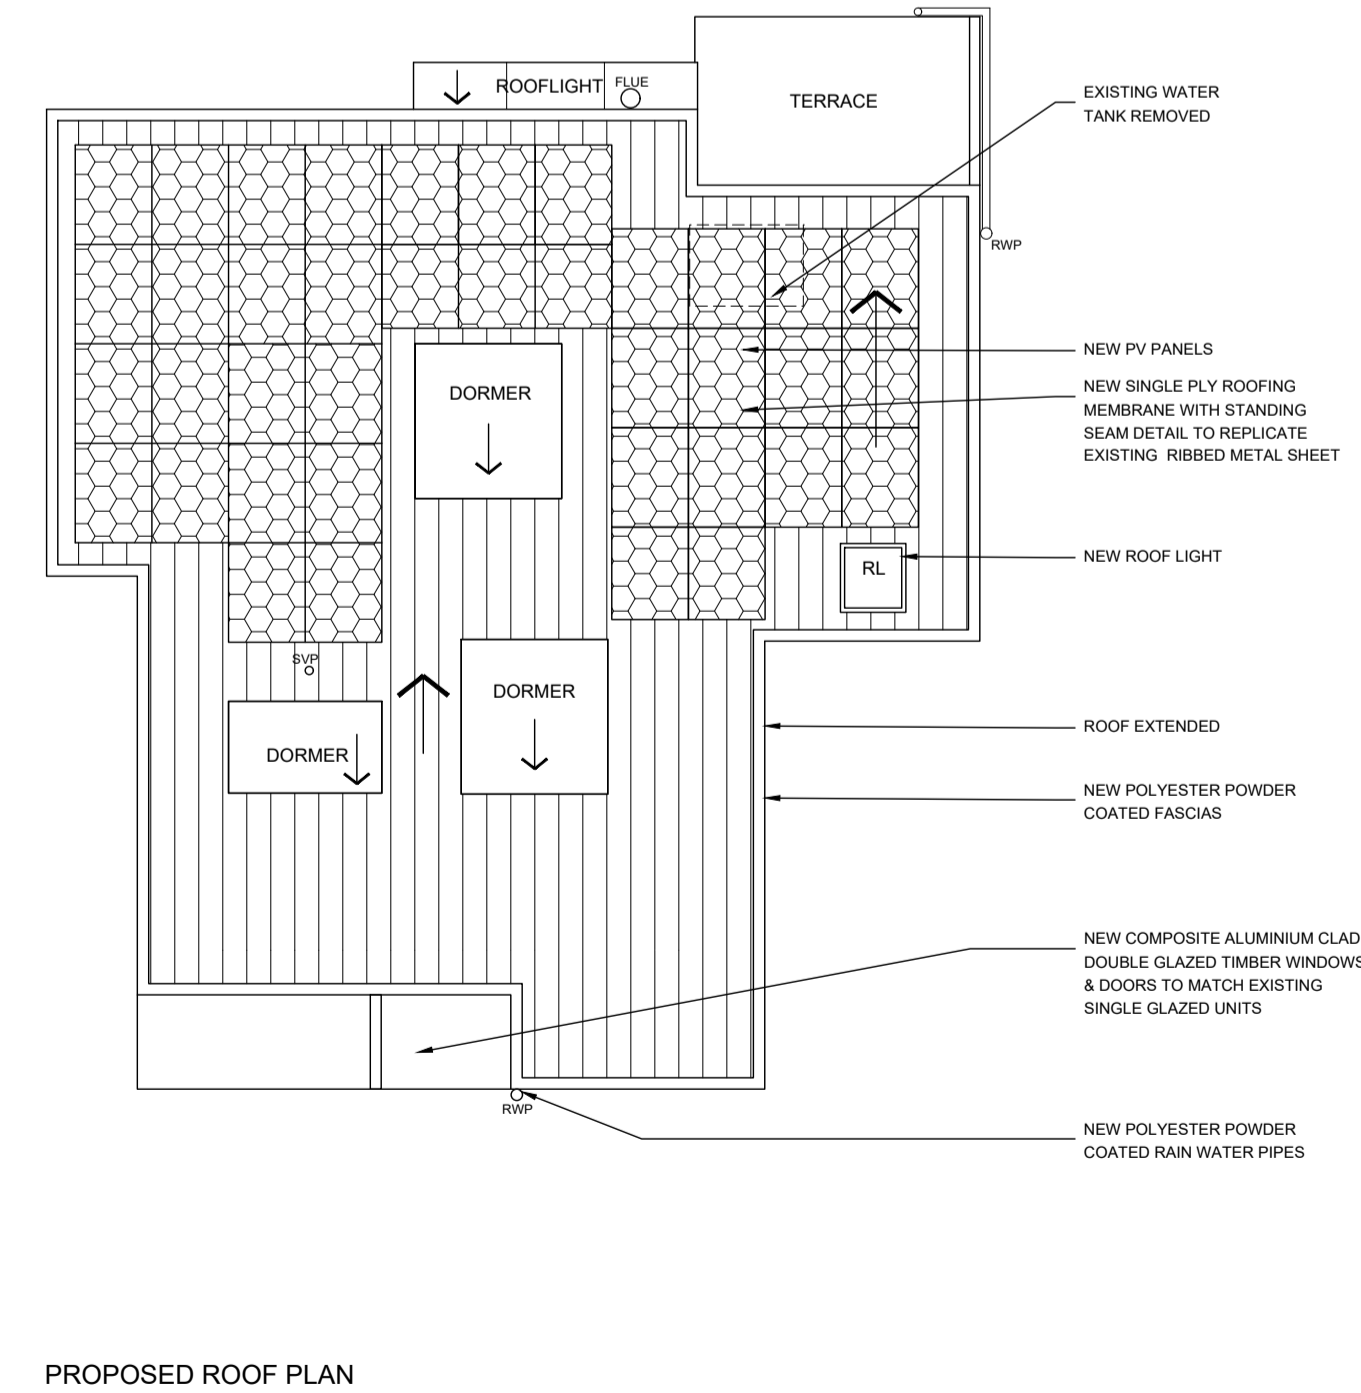 ROOFLIGHT
FLUE
TERRACE
EXISTING WATER
TANK REMOVED
RWP
NEW PV PANELS
DORMER
NEW SINGLE PLY ROOFING
MEMBRANE WITH STANDING
SEAM DETAIL TO REPLICATE
EXISTING RIBBED METAL SHEET
NEW ROOF LIGHT
RL
SVP
DORMER
DORMER
ROOF EXTENDED
NEW POLYESTER POWDER
COATED FASCIAS
NEW COMPOSITE ALUMINIUM CLAD
DOUBLE GLAZED TIMBER WINDOWS
& DOORS TO MATCH EXISTING
SINGLE GLAZED UNITS
RWP
NEW POLYESTER POWDER
COATED RAIN WATER PIPES
PROPOSED ROOF PLAN